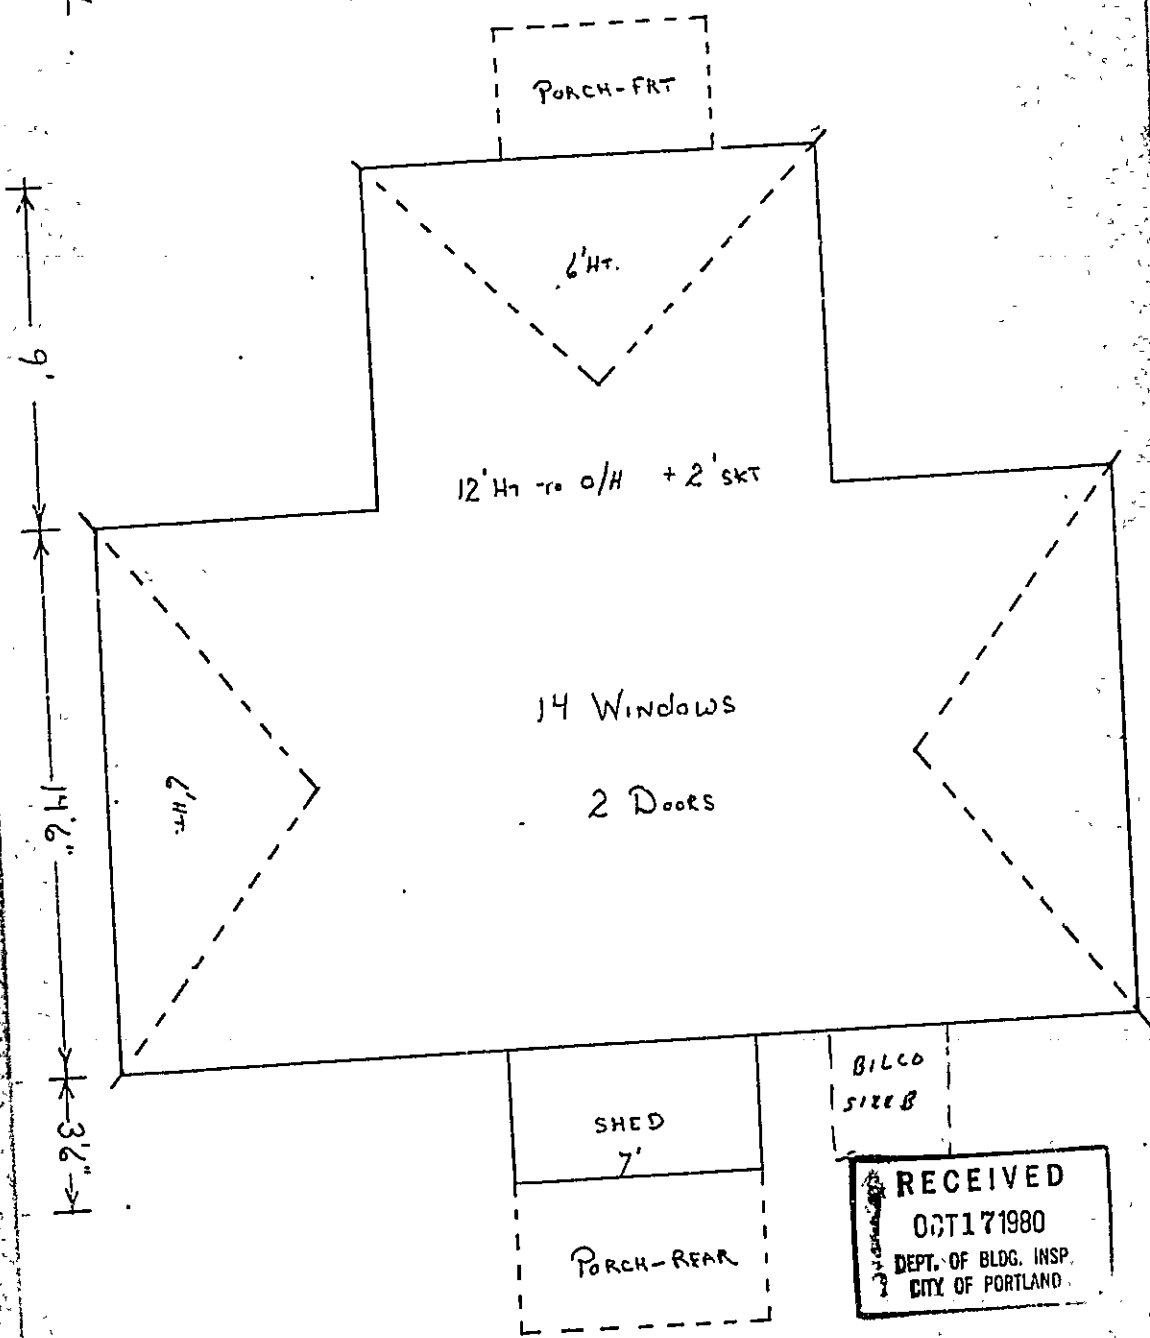 PORCH-FRT
6'HT.
9'
12'HT TO O/H + 2'SKT
14 WINDOWS
2 DOORS
6'HT.
14'6"
BILCO
SIZE B
SHED
7'
3'6"
PORCH-REAR
RECEIVED
OCT 17 1980
DEPT. OF BLDG. INSP.
CITY OF PORTLAND